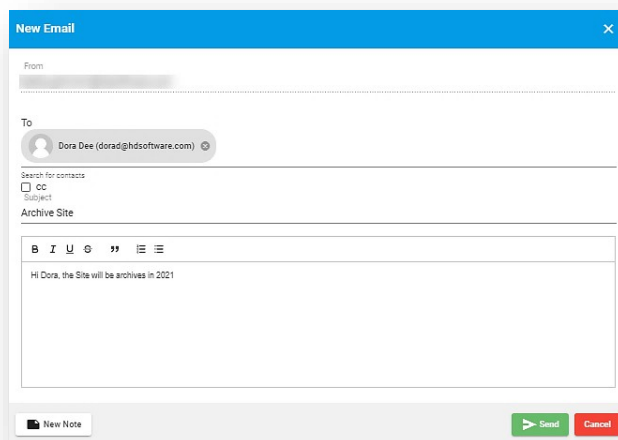 New Email
From
To
Dora Dee (dorad@hdsoftware.com)
Search for contacts
CC
Subject
Archive Site
B I U S
Hi Dora, the Site will be archives in 2021
New Note
Send
Cancel